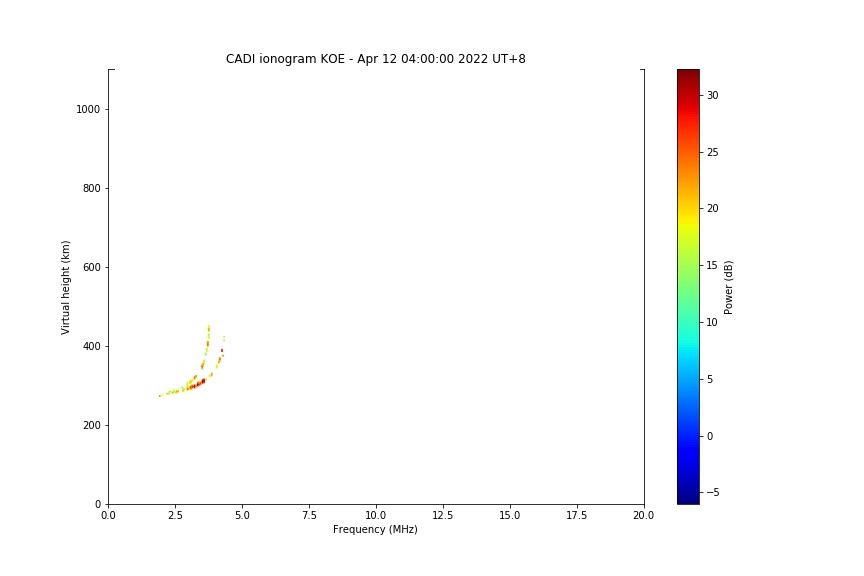 CADI ionogram KOE - Apr 12 04:00:00 2022 UT+8
1000
800
600
400
200
0
Virtual height (km)
0.0 2.5 5.0 7.5 10.0 12.5 15.0 17.5 20.0
Frequency (MHz)
30
25
20
15
10
5
0
−5
Power (dB)